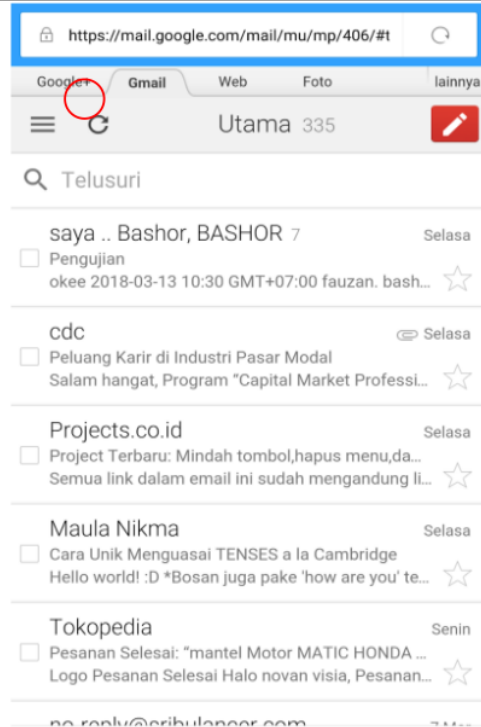 https://mail.google.com/mail/mu/mp/406/#t
Google+ Gmail Web Foto lainnya
Utama 335
Telusuri
saya .. Bashor, BASHOR 7 Selasa
Pengujian
okee 2018-03-13 10:30 GMT+07:00 fauzan. bash...
cdc Selasa
Peluang Karir di Industri Pasar Modal
Salam hangat, Program “Capital Market Professi...
Projects.co.id Selasa
Project Terbaru: Mindah tombol,hapus menu,da...
Semua link dalam email ini sudah mengandung li...
Maula Nikma Selasa
Cara Unik Menguasai TENSES a la Cambridge
Hello world! :D *Bosan juga pake 'how are you' te...
Tokopedia Senin
Pesanan Selesai: “mantel Motor MATIC HONDA ...
Logo Pesanan Selesai Halo novan visia, Pesanan...
no-reply@sribulancer.com